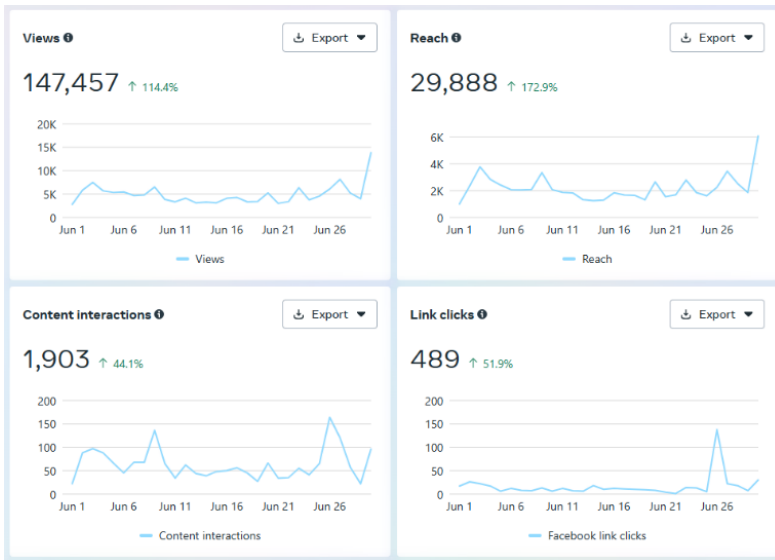 Views
Export
147,457 ↑ 114.4%
20K
15K
10K
5K
0
Jun 1 Jun 6 Jun 11 Jun 16 Jun 21 Jun 26
Views
Reach
Export
29,888 ↑ 172.9%
6K
4K
2K
0
Jun 1 Jun 6 Jun 11 Jun 16 Jun 21 Jun 26
Reach
Content interactions
Export
1,903 ↑ 44.1%
200
150
100
50
0
Jun 1 Jun 6 Jun 11 Jun 16 Jun 21 Jun 26
Content interactions
Link clicks
Export
489 ↑ 51.9%
200
150
100
50
0
Jun 1 Jun 6 Jun 11 Jun 16 Jun 21 Jun 26
Facebook link clicks